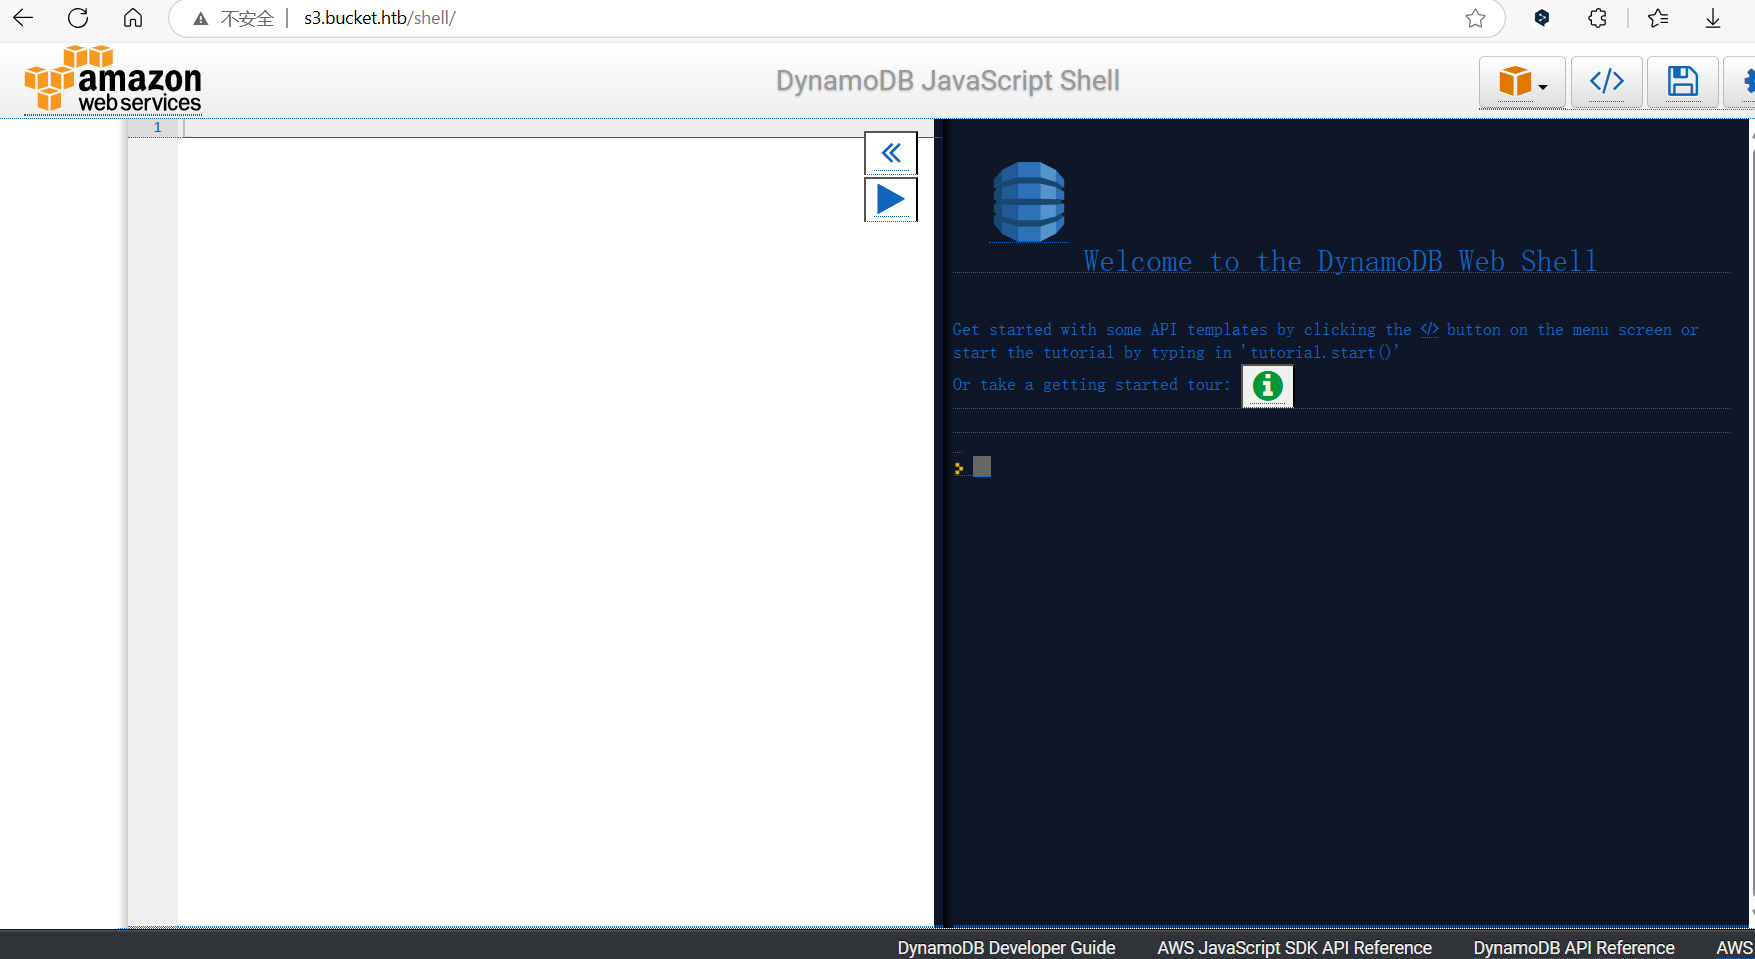 不安全 s3.bucket.htb/shell/
amazon
web services
DynamoDB JavaScript Shell
1
Welcome to the DynamoDB Web Shell
Get started with some API templates by clicking the </> button on the menu screen or
start the tutorial by typing in 'tutorial.start()'
Or take a getting started tour:
>
DynamoDB Developer Guide AWS JavaScript SDK API Reference DynamoDB API Reference AWS